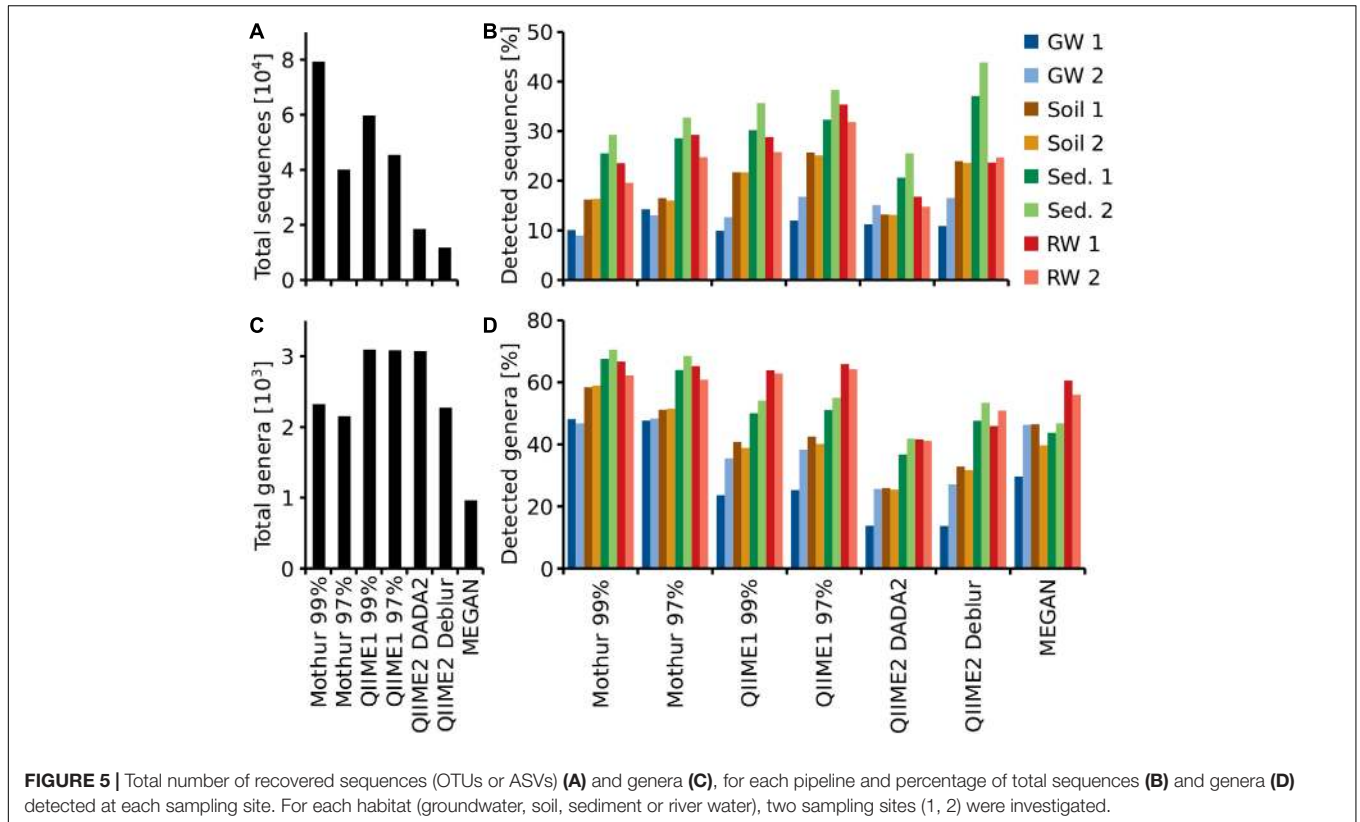 A
Total sequences [10⁴]
8
6
4
2
0
B
Detected sequences [%]
50
40
30
20
10
0
GW 1
GW 2
Soil 1
Soil 2
Sed. 1
Sed. 2
RW 1
RW 2
C
Total genera [10³]
3
2
1
0
Mothur 99%
Mothur 97%
QIIME1 99%
QIIME1 97%
QIIME2 DADA2
QIIME2 Deblur
MEGAN
D
Detected genera [%]
80
60
40
20
0
Mothur 99%
Mothur 97%
QIIME1 99%
QIIME1 97%
QIIME2 DADA2
QIIME2 Deblur
MEGAN
FIGURE 5 | Total number of recovered sequences (OTUs or ASVs) (A) and genera (C), for each pipeline and percentage of total sequences (B) and genera (D)
detected at each sampling site. For each habitat (groundwater, soil, sediment or river water), two sampling sites (1, 2) were investigated.